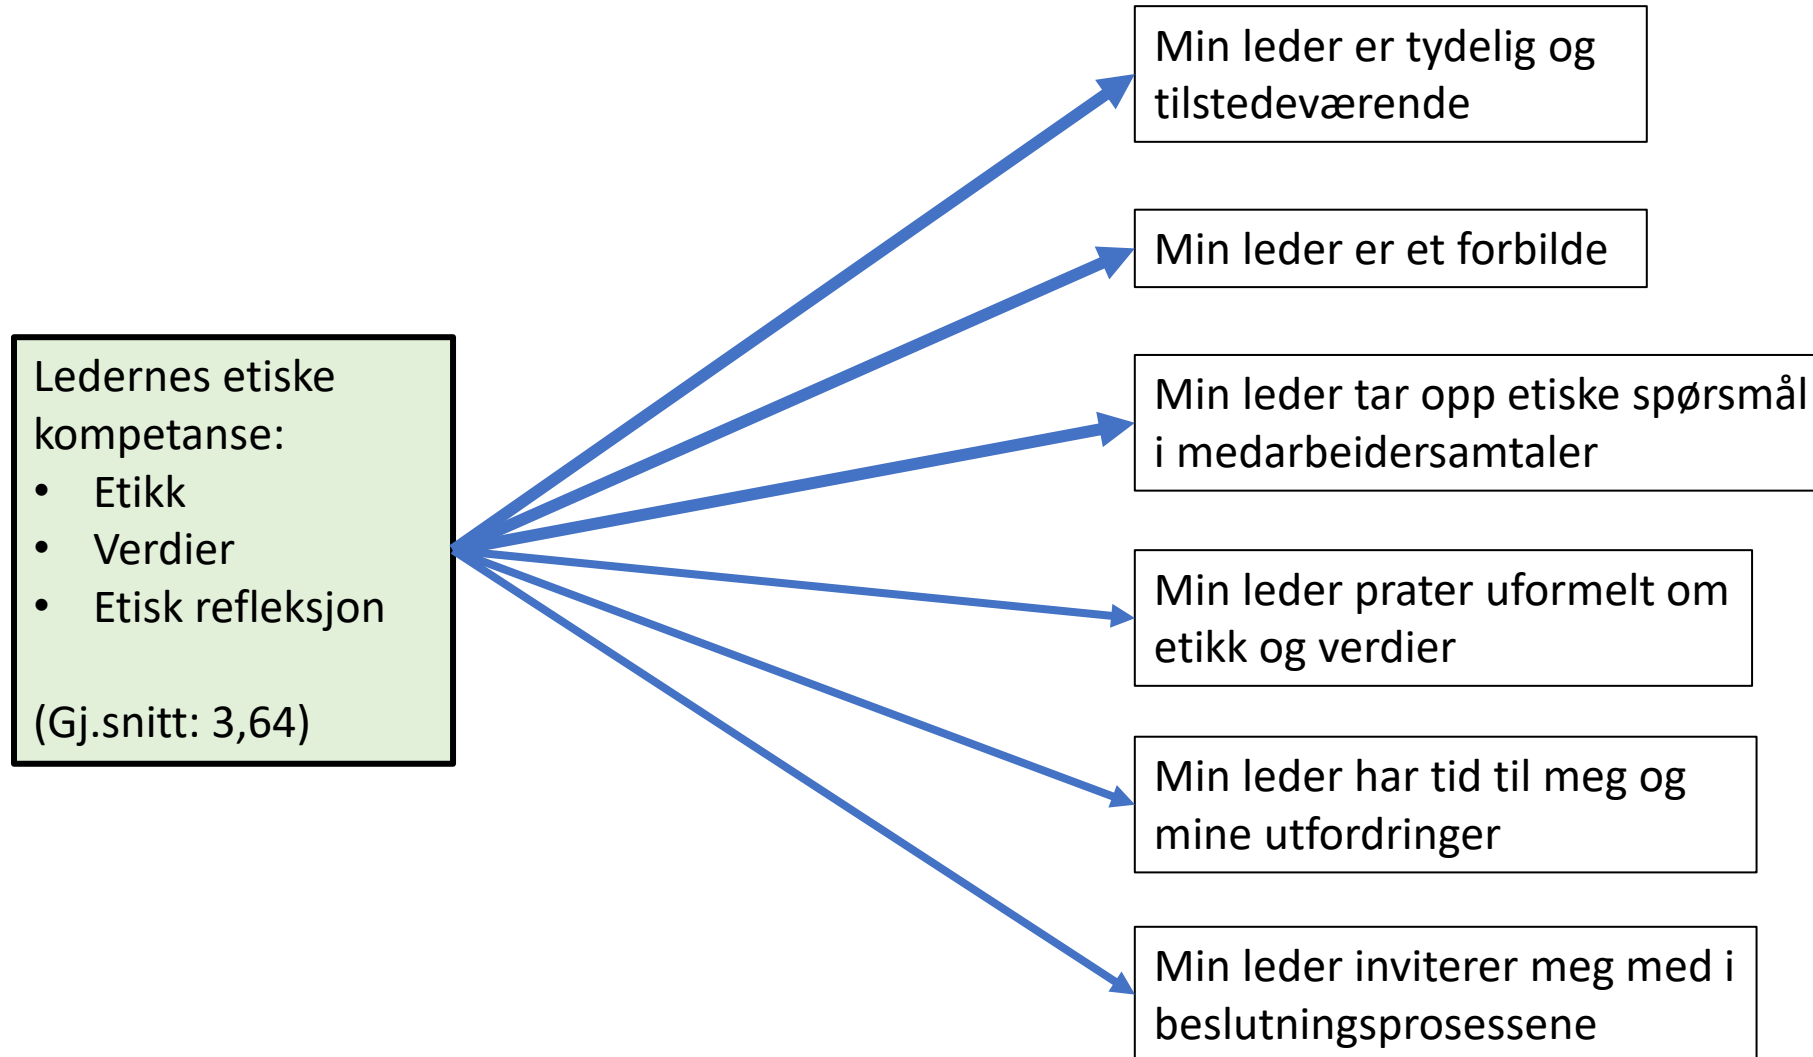 Ledernes etiske
kompetanse:
• Etikk
• Verdier
• Etisk refleksjon
(Gj.snitt: 3,64)
Min leder er tydelig og
tilstedeværende
Min leder er et forbilde
Min leder tar opp etiske spørsmål
i medarbeidersamtaler
Min leder prater uformelt om
etikk og verdier
Min leder har tid til meg og
mine utfordringer
Min leder inviterer meg med i
beslutningsprosessene